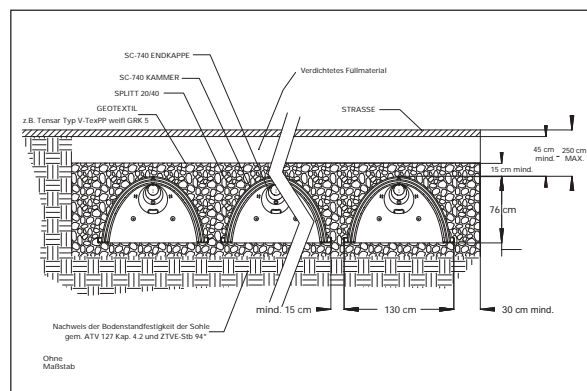 SC-740 ENDKAPPE
SC-740 KAMMER
SPLITT 20/40
GEOTEXTIL
z.B. Tensar Typ V-TexPP weifl GRK 5
Verdichtetes Füllmaterial
STRASSE
45 cm
mind.
-
250 cm
MAX.
15 cm mind.
76 cm
mind. 15 cm
130 cm
30 cm mind.
Nachweis der Bodenstandfestigkeit der Sohle
gem. ATV 127 Kap. 4.2 und ZTVE-Stb 94"
Ohne
Maßstab